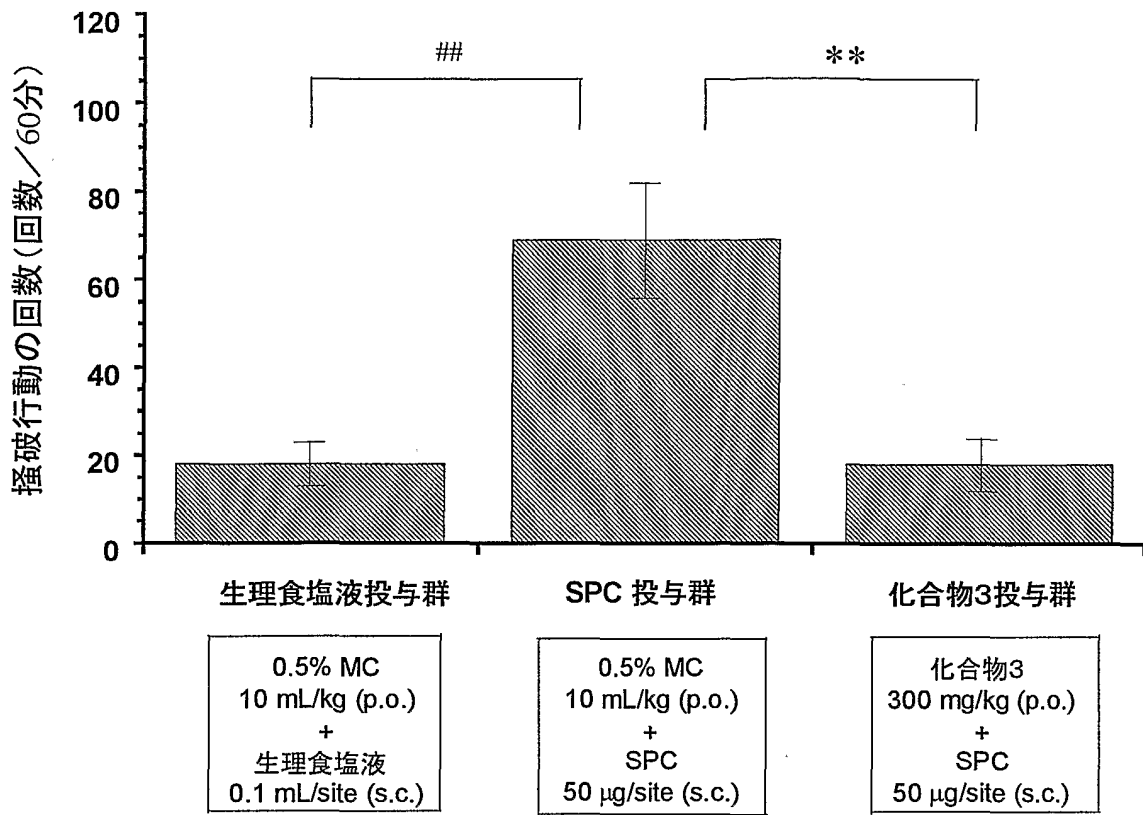 掻破行動の回数(回数／60分)
120
100
80
60
40
20
0
##
**
生理食塩液投与群
SPC 投与群
化合物3投与群
0.5% MC
10 mL/kg (p.o.)
+
生理食塩液
0.1 mL/site (s.c.)
0.5% MC
10 mL/kg (p.o.)
+
SPC
50 μg/site (s.c.)
化合物3
300 mg/kg (p.o.)
+
SPC
50 μg/site (s.c.)